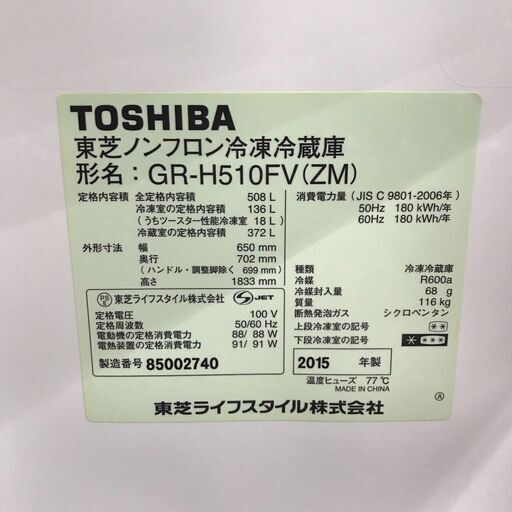 TOSHIBA
東芝ノンフロン冷凍冷蔵庫
形名：GR-H510FV(ZM)
定格内容積 全定格内容積 508 L
冷凍室の定格内容積 136 L
(うちツースター性能冷凍室 18 L)
冷蔵室の定格内容積 372 L
外形寸法 幅 650 mm
奥行 702 mm
(ハンドル・調整脚除く 699 mm)
高さ 1833 mm
PSE 東芝ライフスタイル株式会社 JET
定格電圧 100 V
定格周波数 50/60 Hz
電動機の定格消費電力 88/ 88 W
電熱装置の定格消費電力 91/ 91 W
製造番号 85002740
消費電力量 (JIS C 9801-2006年)
50Hz 180 kWh/年
60Hz 180 kWh/年
種類 冷凍冷蔵庫
冷媒 R600a
冷媒封入量 68 g
質量 116 kg
断熱発泡ガス シクロペンタン
上段冷凍室の記号 **
下段冷凍室の記号 * ***
2015 年製
温度ヒューズ 77℃
MADE IN CHINA
東芝ライフスタイル株式会社
Ⓐ